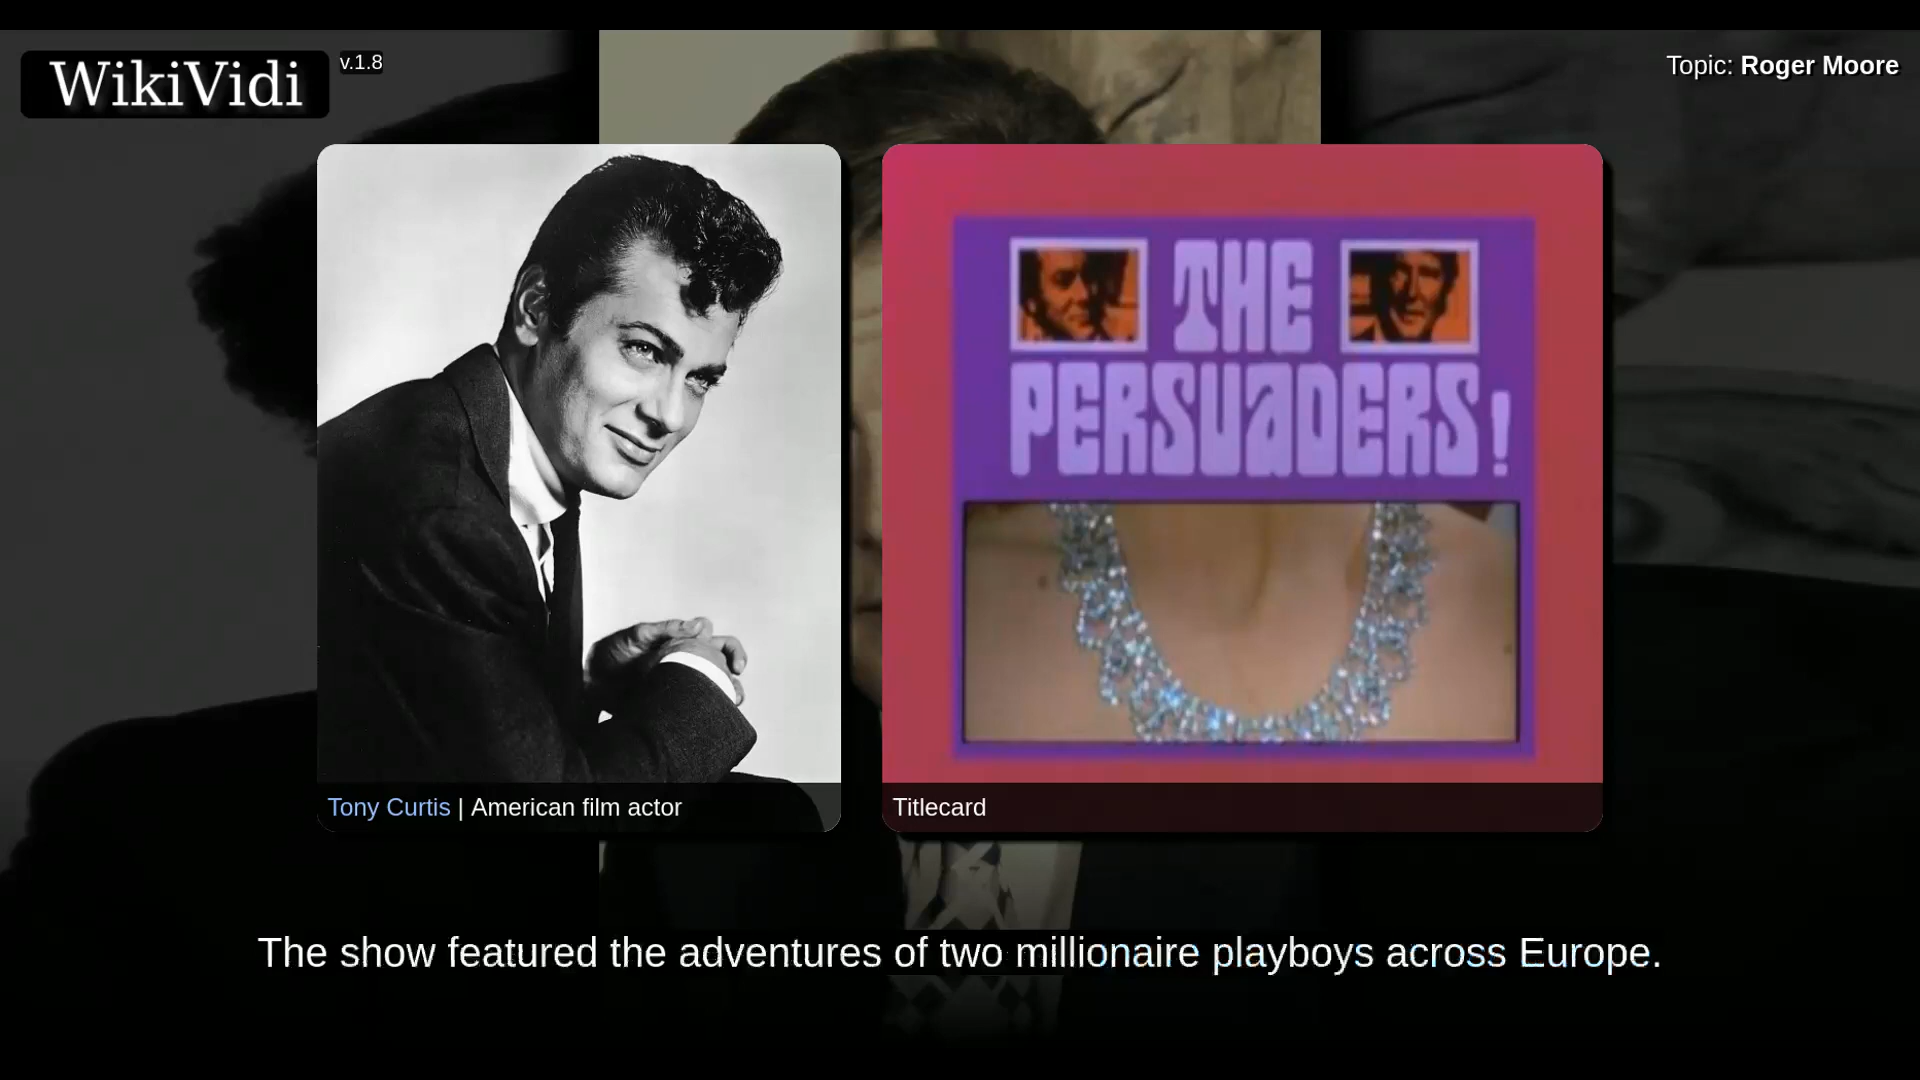 WikiVidi v.1.8
Topic: Roger Moore
THE
PERSUADERS!
Tony Curtis | American film actor
Titlecard
The show featured the adventures of two millionaire playboys across Europe.